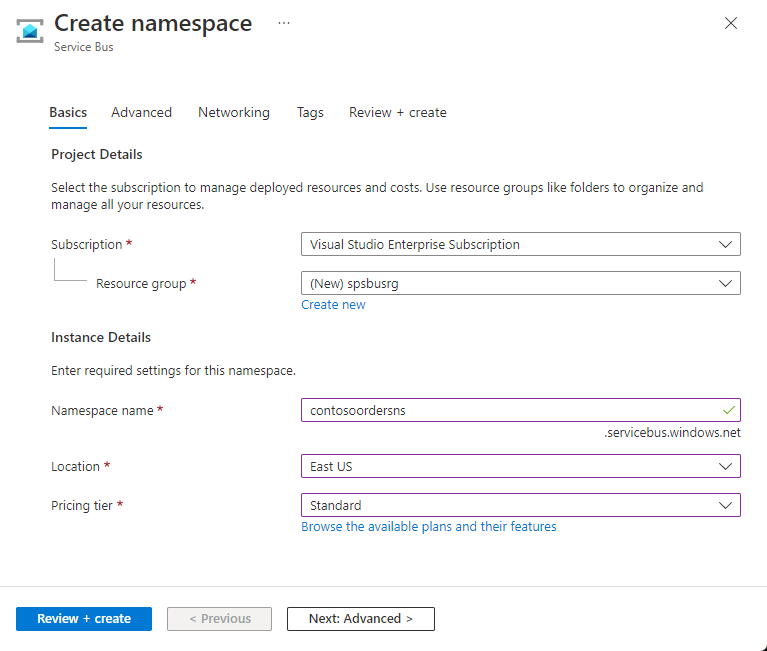 Create namespace ...
Service Bus
Basics Advanced Networking Tags Review + create
Project Details
Select the subscription to manage deployed resources and costs. Use resource groups like folders to organize and
manage all your resources.
Subscription * Visual Studio Enterprise Subscription
Resource group * (New) spsbusrg
Create new
Instance Details
Enter required settings for this namespace.
Namespace name * contosoordersns
.servicebus.windows.net
Location * East US
Pricing tier * Standard
Browse the available plans and their features
Review + create < Previous Next: Advanced >